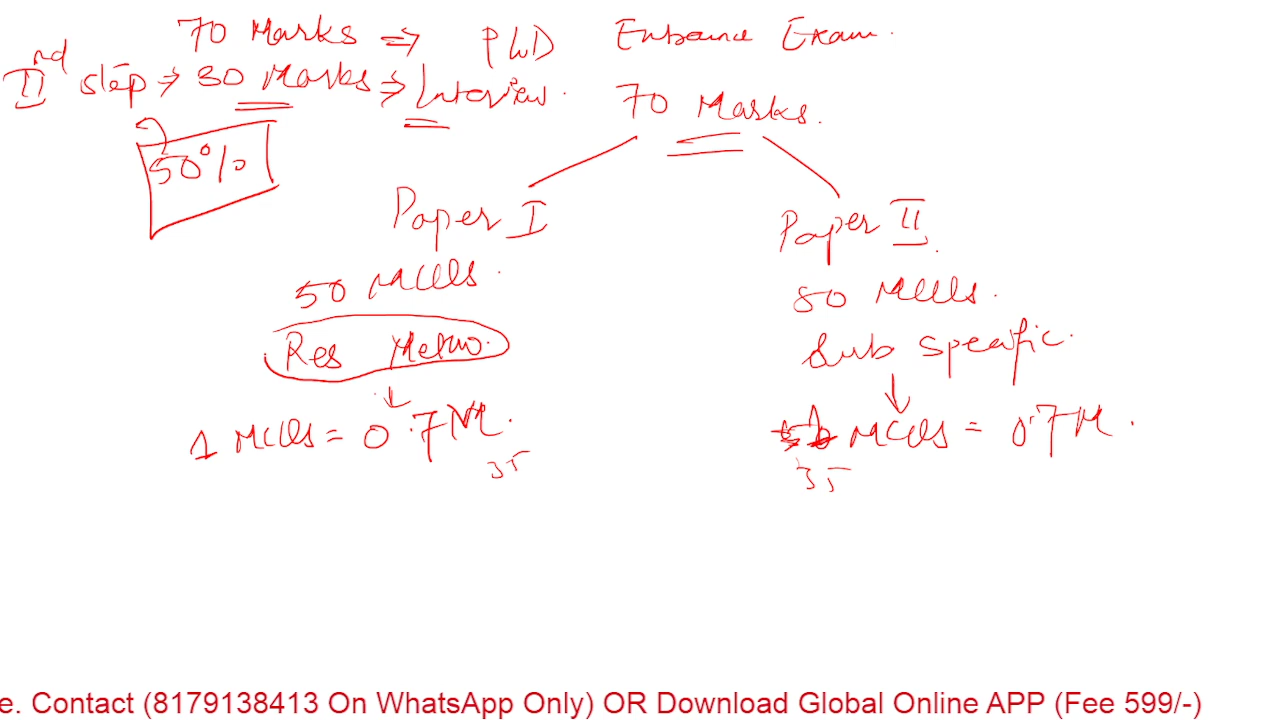 70 Marks ⇒ PhD Entrance Exam.
IInd step → 30 Marks ⇒ Interview.
70 Marks.
50%
Paper I
Paper II
50 MCQs.
50 MCQs.
Res Metho.
Sub Specific.
1 MCQs = 0.7 M.
1 MCQs = 0.7 M.
35
35
e. Contact (8179138413 On WhatsApp Only) OR Download Global Online APP (Fee 599/-)